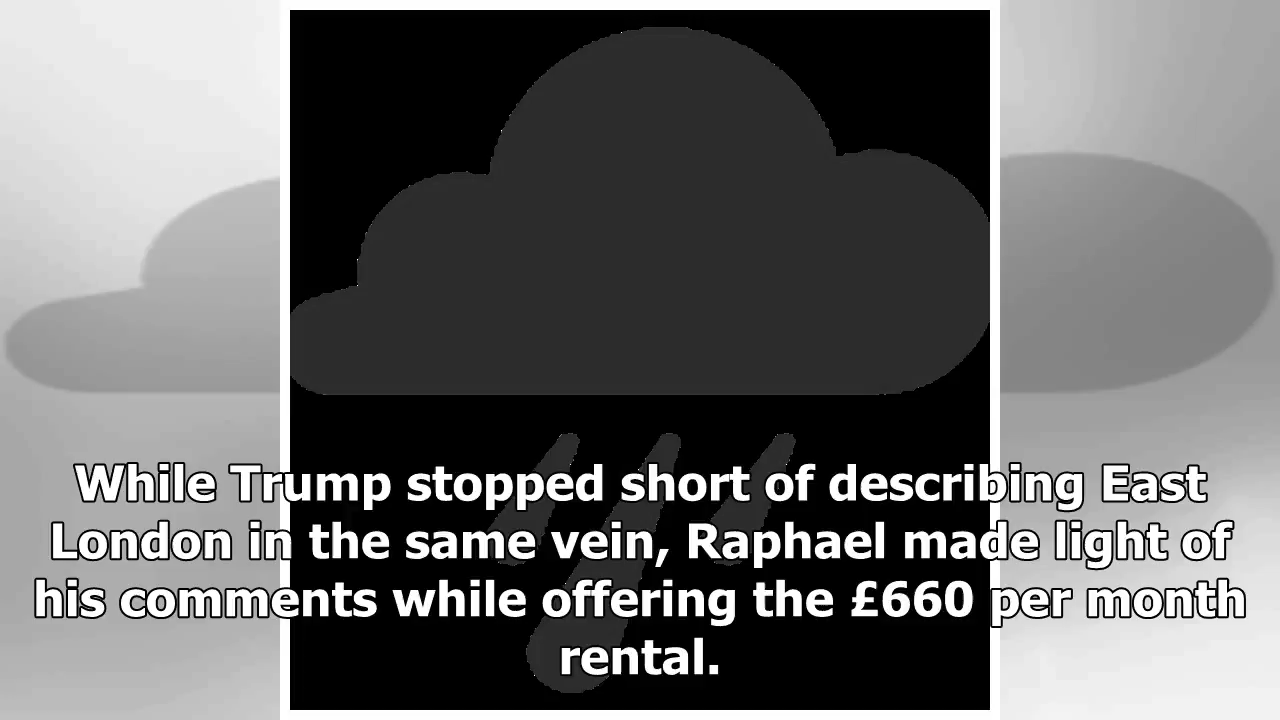 While Trump stopped short of describing East
London in the same vein, Raphael made light of
his comments while offering the £660 per month
rental.